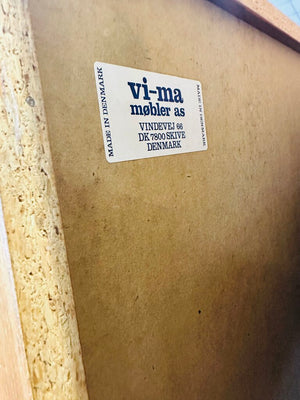 MADE IN DENMARK
vi-ma
møbler as
VINDEVEJ 66
DK 7800 SKIVE
DENMARK
MADE IN DENMARK